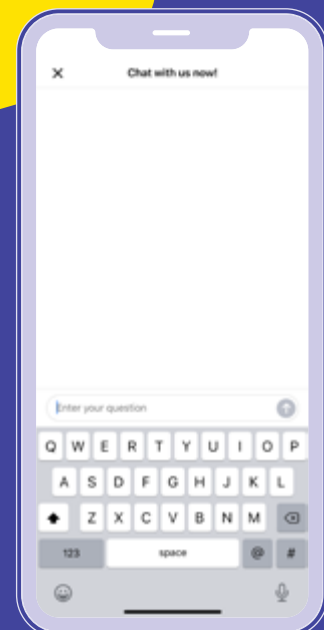 Chat with us now!
Enter your question
Q W E R T Y U I O P
A S D F G H J K L
Z X C V B N M
123 space @ #